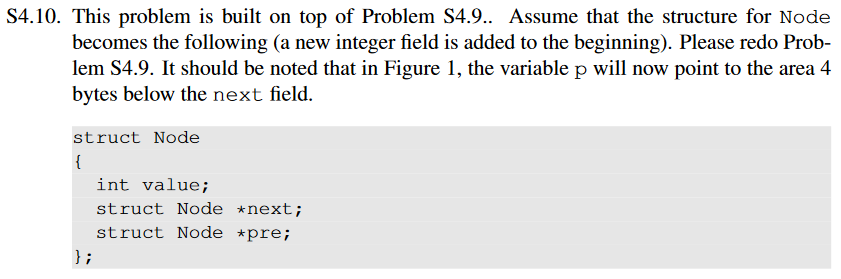 S4.10. This problem is built on top of Problem S4.9.. Assume that the structure for Node
becomes the following (a new integer field is added to the beginning). Please redo Prob-
lem S4.9. It should be noted that in Figure 1, the variable p will now point to the area 4
bytes below the next field.
struct Node
{
  int value;
  struct Node *next;
  struct Node *pre;
};